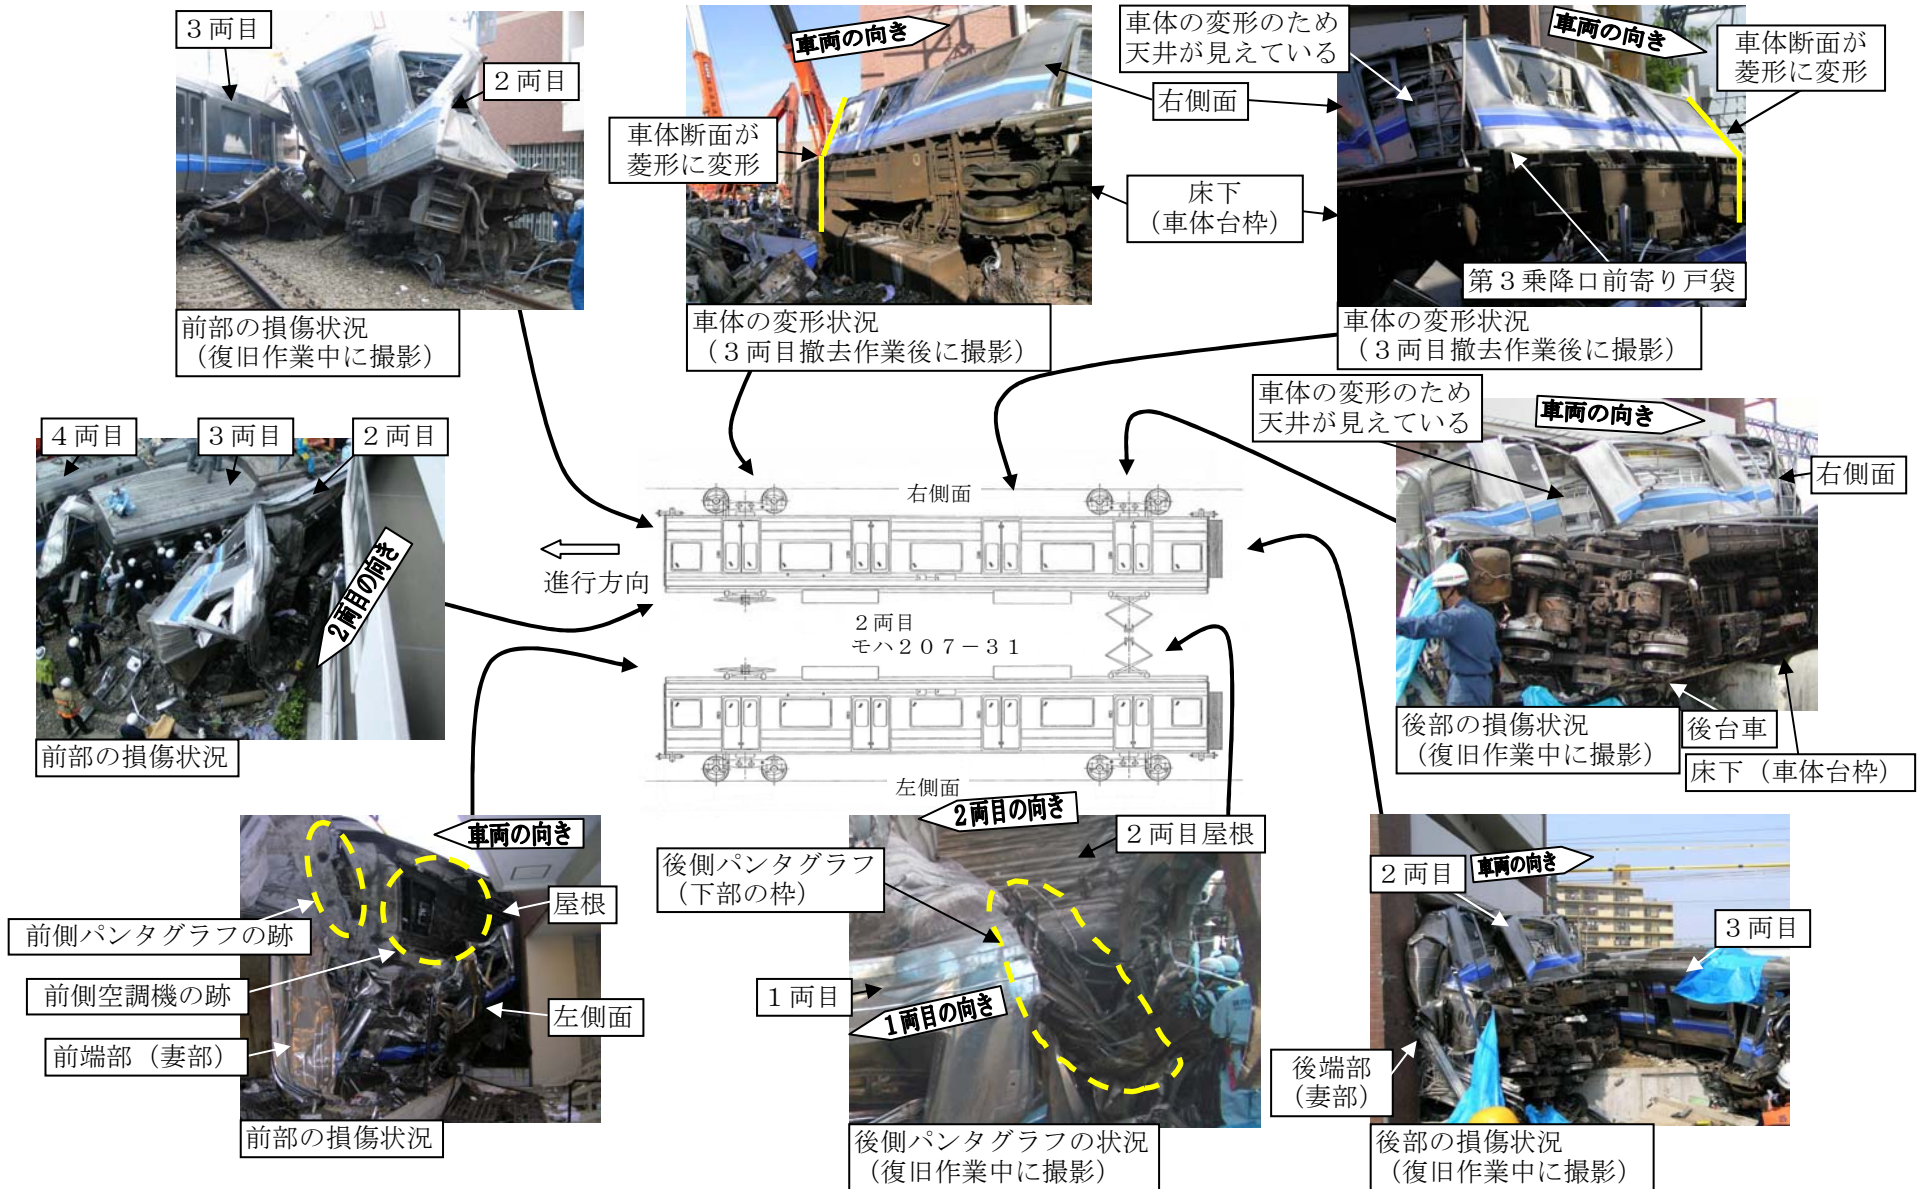 3両目
2両目
前部の損傷状況
（復旧作業中に撮影）
車両の向き
車体断面が
菱形に変形
車体の変形状況
（3両目撤去作業後に撮影）
車体の変形のため
天井が見えている
右側面
床下
（車体台枠）
車両の向き
車体断面が
菱形に変形
第3乗降口前寄り戸袋
車体の変形状況
（3両目撤去作業後に撮影）
4両目
3両目
2両目
2両目の向き
前部の損傷状況
右側面
進行方向
2両目
モハ207－31
左側面
車体の変形のため
天井が見えている
車両の向き
右側面
後部の損傷状況
（復旧作業中に撮影）
後台車
床下（車体台枠）
車両の向き
屋根
前側パンタグラフの跡
前側空調機の跡
左側面
前端部（妻部）
前部の損傷状況
2両目の向き
2両目屋根
後側パンタグラフ
（下部の枠）
1両目
1両目の向き
後側パンタグラフの状況
（復旧作業中に撮影）
2両目
車両の向き
3両目
後端部
（妻部）
後部の損傷状況
（復旧作業中に撮影）